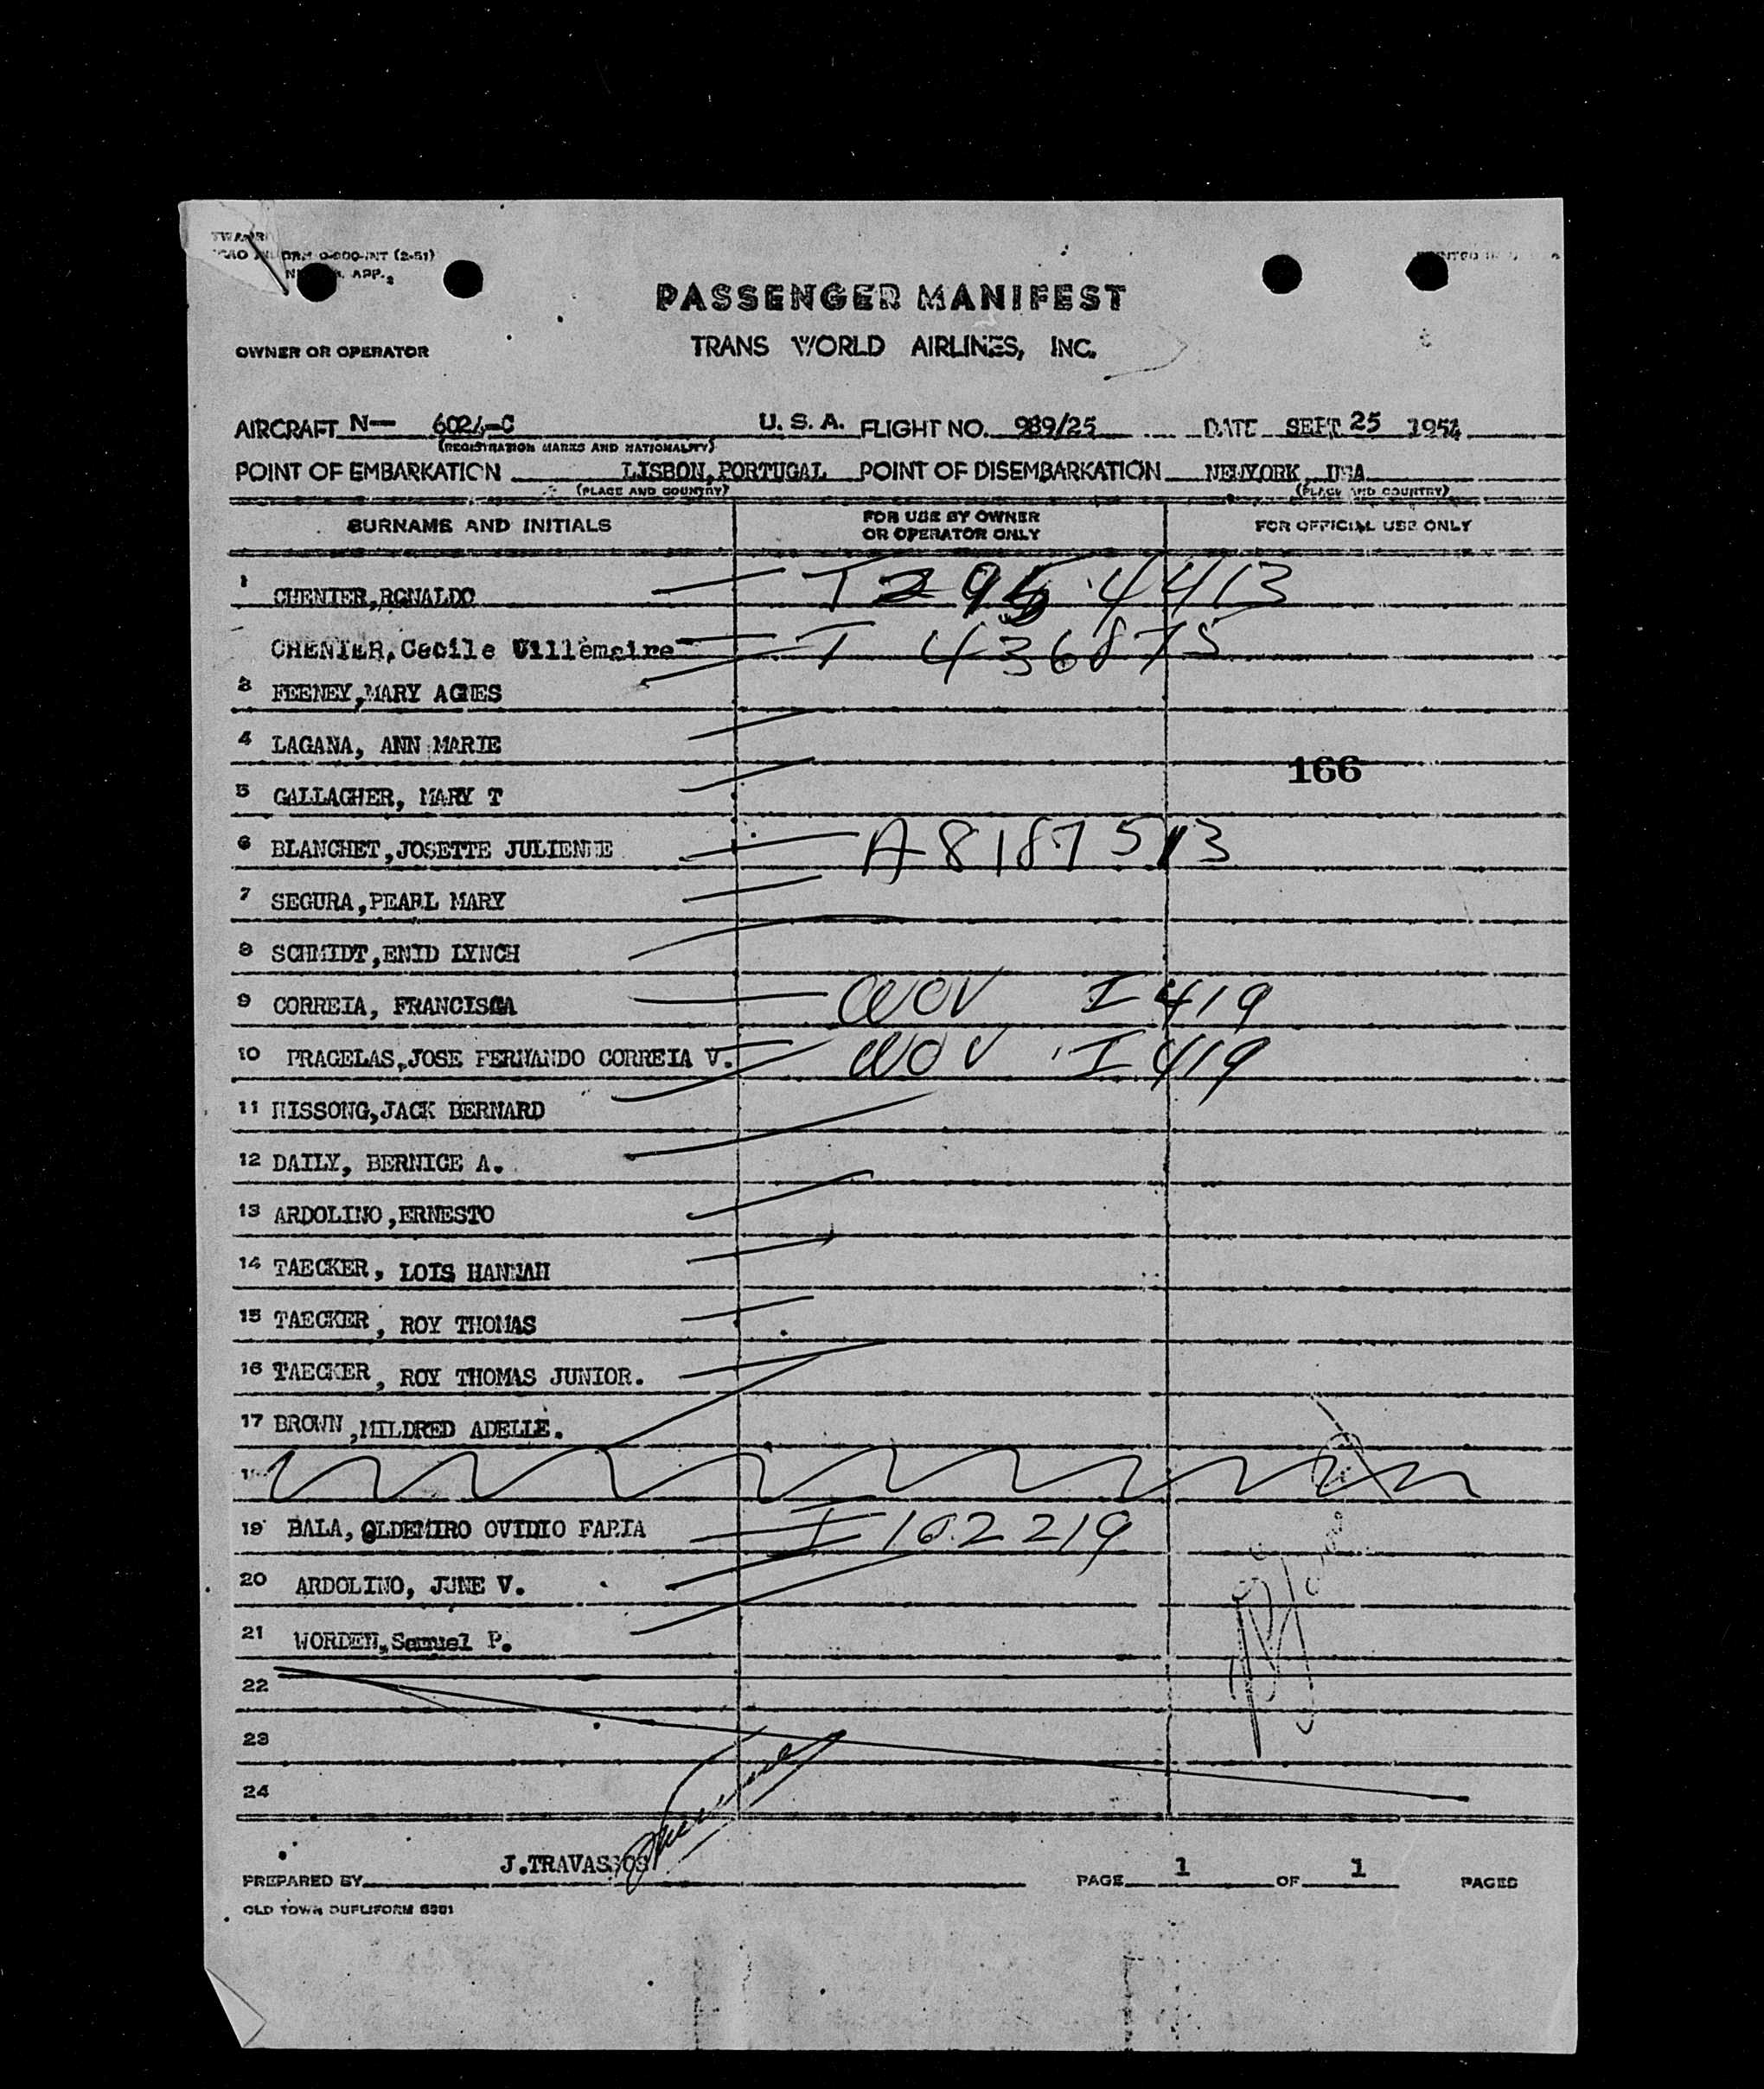 PASSENGER MANIFEST
OWNER OR OPERATOR TRANS WORLD AIRLINES, INC.
AIRCRAFT N- 6024-C U. S. A. FLIGHT NO. 989/25 DATE SEPT 25 1954
(REGISTRATION MARKS AND NATIONALITY)
POINT OF EMBARKATION LISBON, PORTUGAL POINT OF DISEMBARKATION NEWYORK, USA
(PLACE AND COUNTRY) (PLACE AND COUNTRY)
SURNAME AND INITIALS FOR USE BY OWNER OR OPERATOR ONLY FOR OFFICIAL USE ONLY
1 CHENIER, RONALDO
CHENIER, Cecile Uillemaire T 436875
3 FEENEY, MARY AGNES
4 LAGANA, ANN MARIE
166
5 GALLAGHER, MARY T
6 BLANCHET, JOSETTE JULIENNE A8187513
7 SEGURA, PEARL MARY
8 SCHMIDT, ENID LYNCH
9 CORREIA, FRANCISCA WOV I 419
10 PRAGELAS, JOSE FERNANDO CORREIA V. WOV I 419
11 HISSONG, JACK BERNARD
12 DAILY, BERNICE A.
13 ARDOLINO, ERNESTO
14 TAECKER, LOIS HANNAH
15 TAECKER, ROY THOMAS
16 TAECKER, ROY THOMAS JUNIOR.
17 BROWN, MILDRED ADELLE.
19 BALA, OLDEMIRO OVIDIO FARIA I 102219
20 ARDOLINO, JUNE V.
21 WORDEN, Samuel P.
22
23
24
PREPARED BY J.TRAVASSOS PAGE 1 OF 1 PAGES
OLD TOWN DUPLIFORM 6301